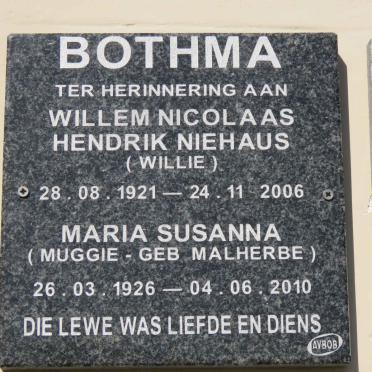 BOTHMA
TER HERINNERING AAN
WILLEM NICOLAAS
HENDRIK NIEHAUS
( WILLIE )
28 . 08 . 1921 — 24 . 11 2006
MARIA SUSANNA
( MUGGIE - GEB MALHERBE )
26 . 03 . 1926 — 04 . 06 . 2010
DIE LEWE WAS LIEFDE EN DIENS
AVBOB